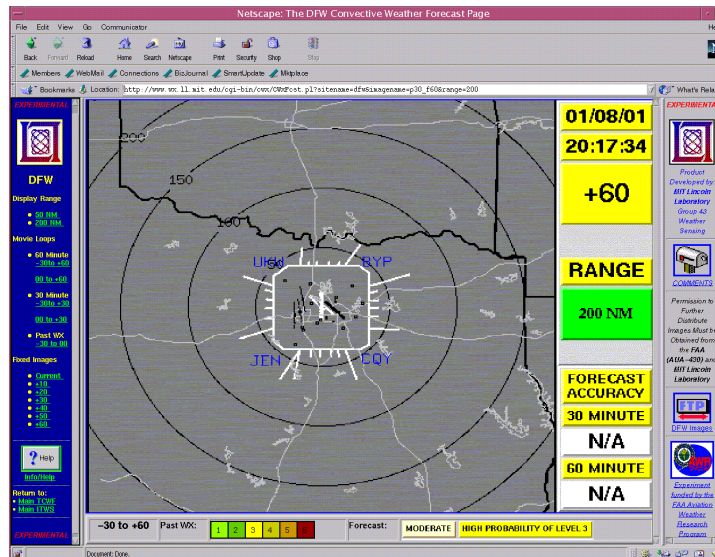 Netscape: The DFW Convective Weather Forecast Page
File Edit View Go Communicator
Back Forward Reload Home Search Netscape Print Security Shop Stop
Members WebMail Connections BizJournal SmartUpdate Mktplace
Bookmarks Location: http://www.wx.ll.mit.edu/cgi-bin/cwx/CWxFcst.pl?sitename=dfw&imagename=p30_f60&range=200 What's Rela
EXPERIMENTAL
DFW
Display Range
50 NM
200 NM
Movie Loops
60 Minute
-30 to +60
00 to +60
30 Minute
-30 to +30
00 to +30
Past WX
-30 to 00
Fixed Images
Current
+10
+20
+30
+40
+50
+60
? Help
Info/Help
Return to:
Main TCWF
Main ITWS
EXPERIMENTAL
200
150
100
50
UKW BYP
JEN CQY
01/08/01
20:17:34
+60
RANGE
200 NM
FORECAST
ACCURACY
30 MINUTE
N/A
60 MINUTE
N/A
-30 to +60 Past WX: 1 2 3 4 5 6 Forecast: MODERATE HIGH PROBABILITY OF LEVEL 3
EXPERIMENTA
Product
Developed by
MIT Lincoln
Laboratory
Group 43
Weather
Sensing
COMMENTS
Permission to
Further
Distribute
Images Must be
Obtained from
the FAA
(AUA-430) and
MIT Lincoln
Laboratory
FTP
DFW Images
Experiment
funded by the
FAA Aviation
Weather
Research
Program
Document: Done.